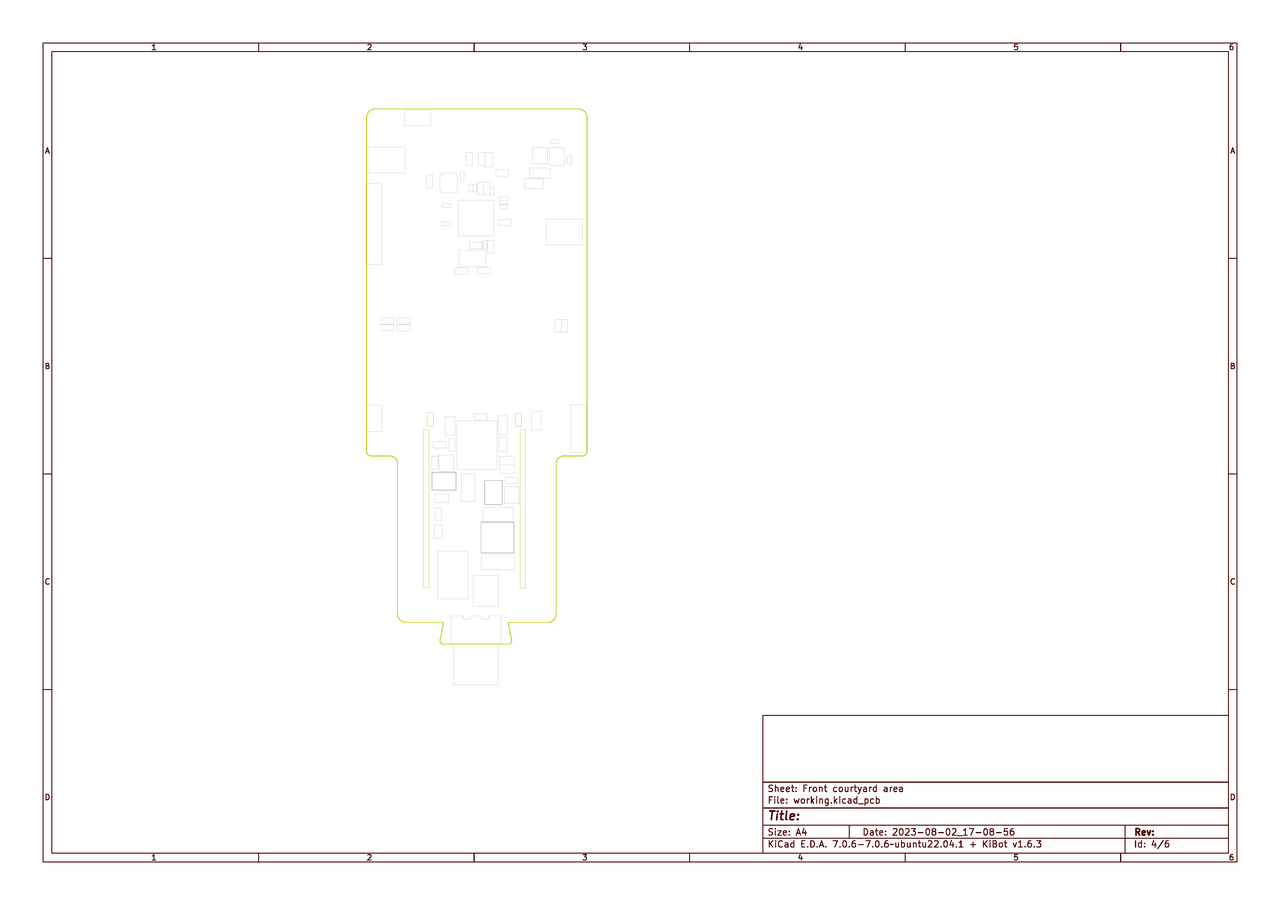 1 2 3 4 5 6
A A
B B
C C
D D
Sheet: Front courtyard area
File: working.kicad_pcb
Title:
Size: A4 Date: 2023-08-02_17-08-56 Rev:
KiCad E.D.A. 7.0.6-7.0.6~ubuntu22.04.1 + KiBot v1.6.3 Id: 4/6
1 2 3 4 5 6